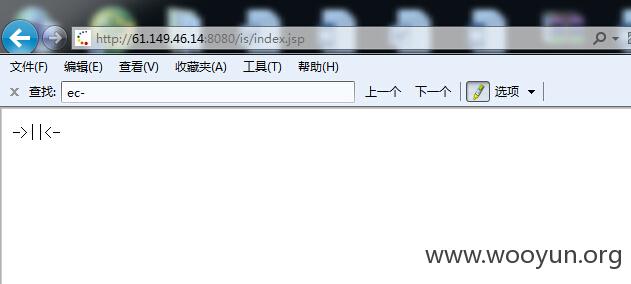 http://61.149.46.14:8080/is/index.jsp
文件(F) 编辑(E) 查看(V) 收藏夹(A) 工具(T) 帮助(H)
x 查找: ec- 上一个 下一个 选项
->||<-
www.wooyun.org